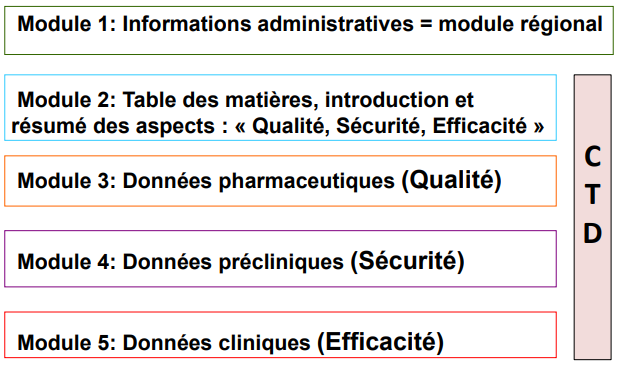 Module 1: Informations administratives = module régional
Module 2: Table des matières, introduction et
résumé des aspects : « Qualité, Sécurité, Efficacité »
Module 3: Données pharmaceutiques (Qualité)
Module 4: Données précliniques (Sécurité)
Module 5: Données cliniques (Efficacité)
C
T
D